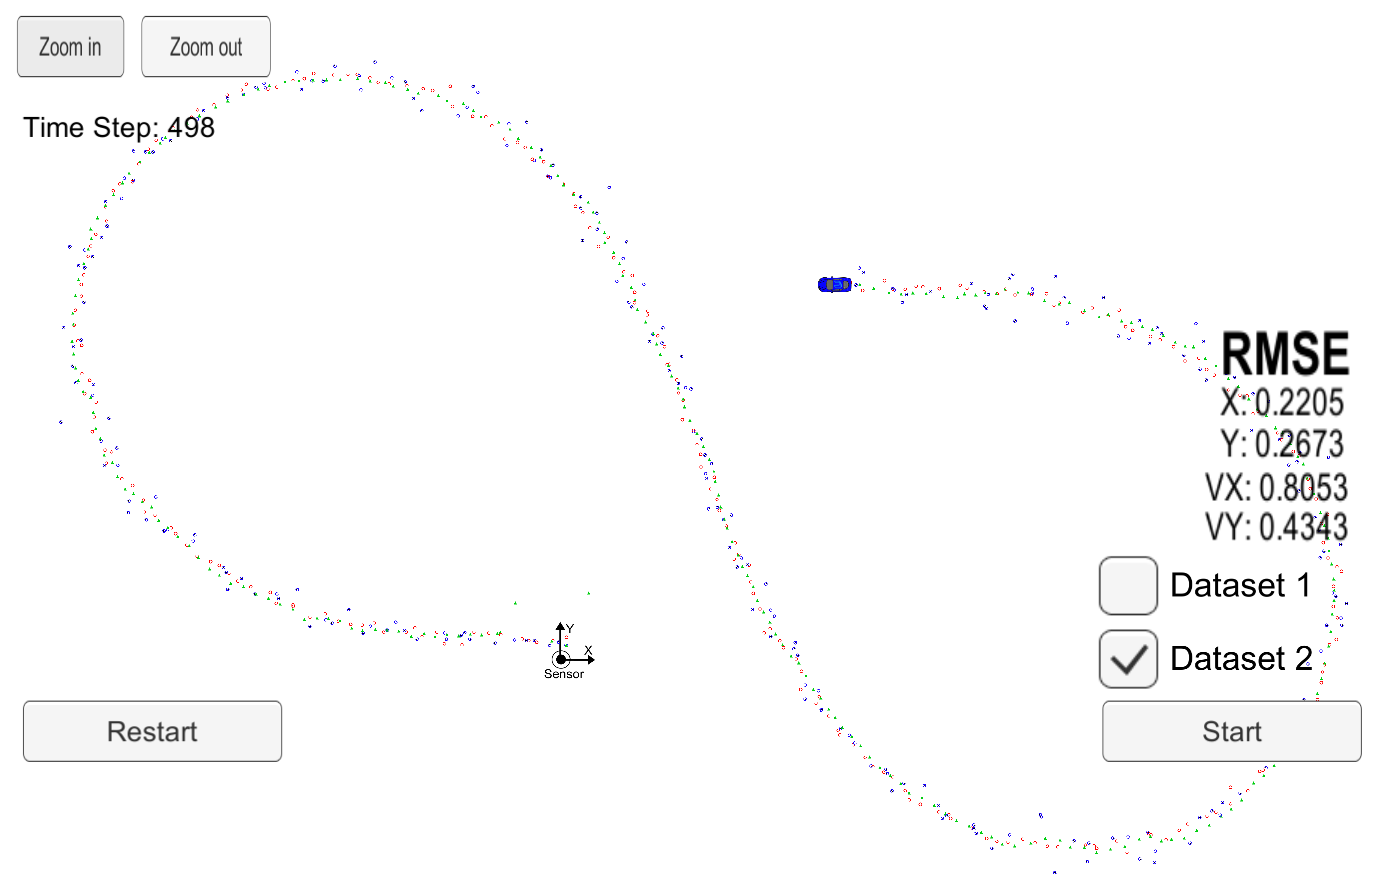 Zoom in
Zoom out
Time Step: 498
RMSE
X: 0.2205
Y: 0.2673
VX: 0.8053
VY: 0.4343
Dataset 1
Y
X
Sensor
Dataset 2
Restart
Start